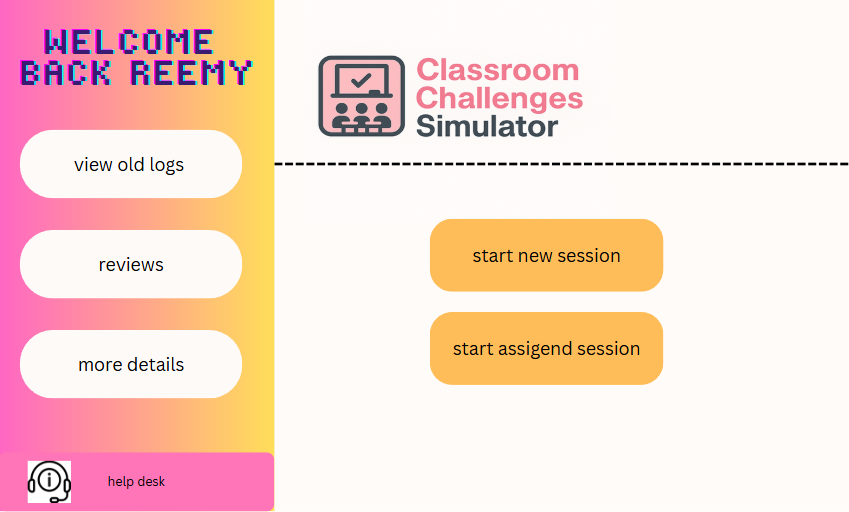 WELCOME
BACK REEMY
view old logs
reviews
more details
help desk
Classroom
Challenges
Simulator
start new session
start assigend session